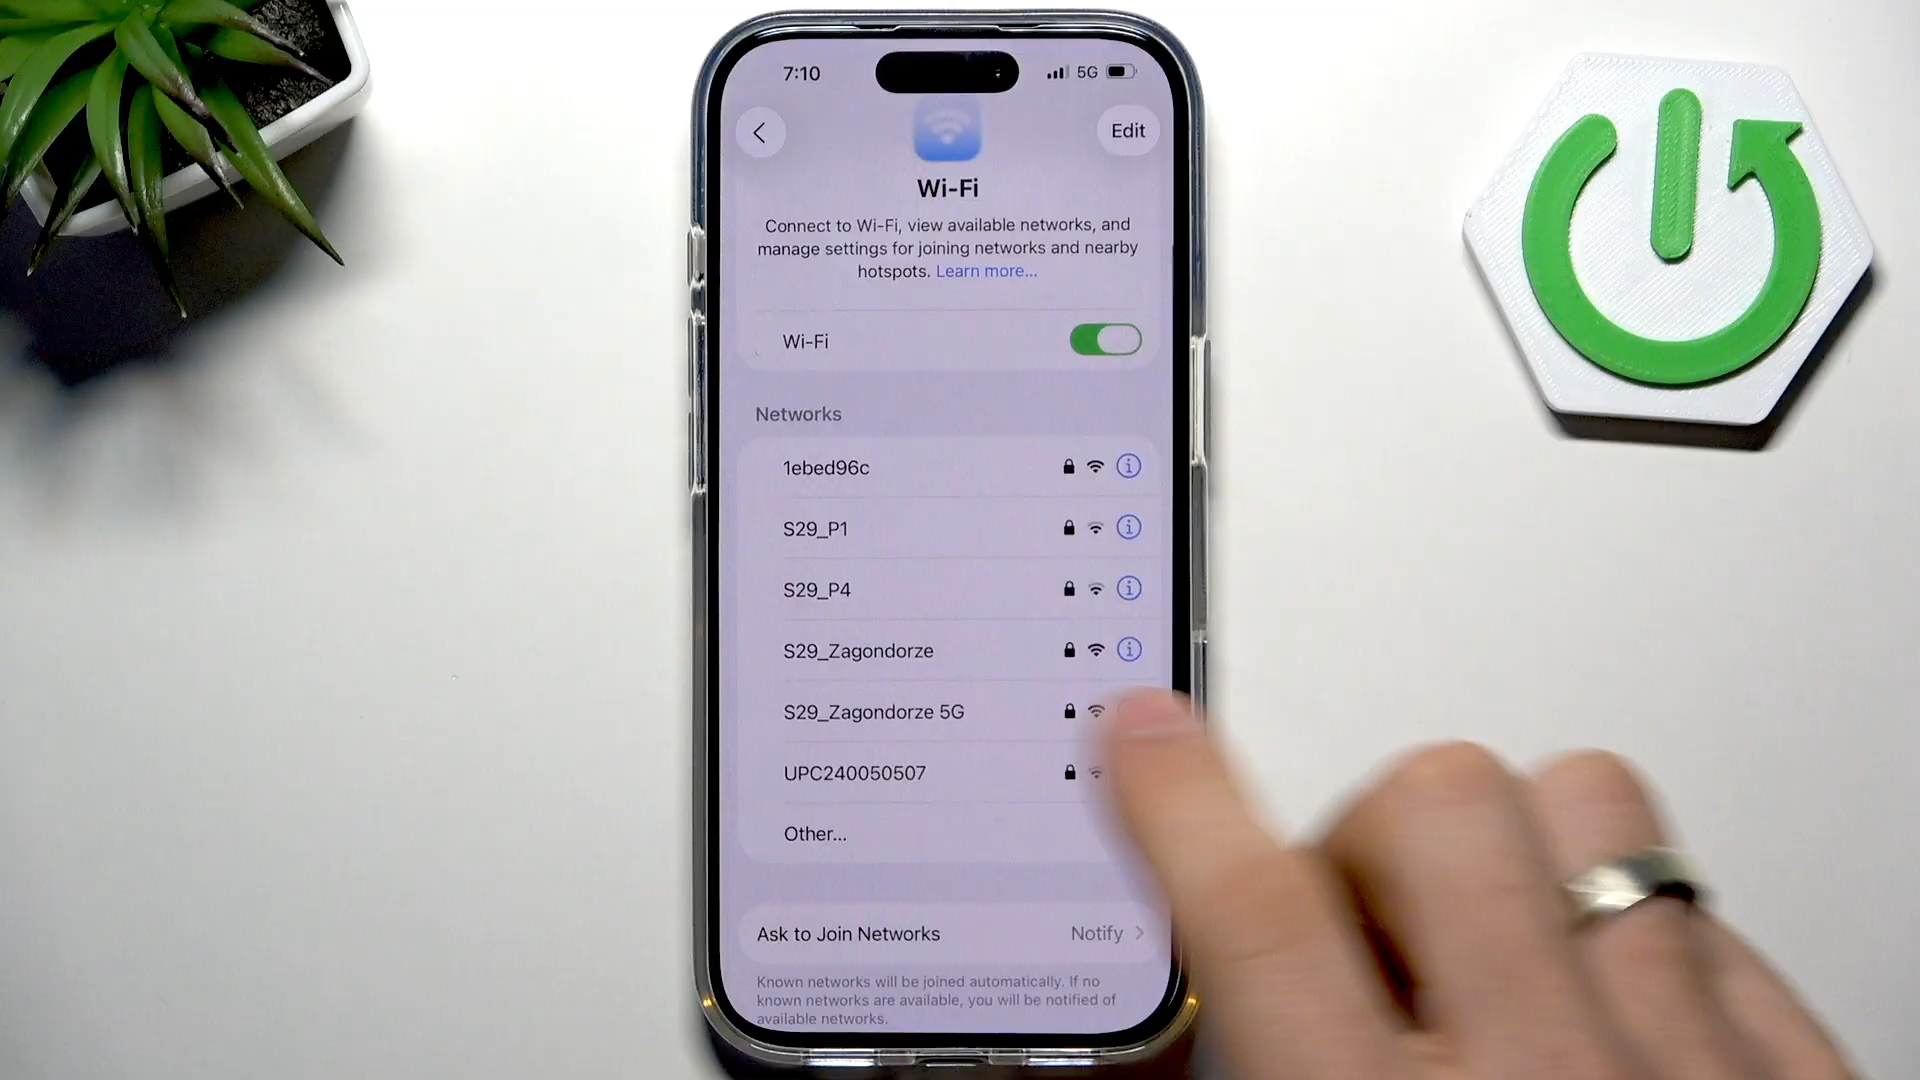 7:10 5G
Edit
Wi-Fi
Connect to Wi-Fi, view available networks, and
manage settings for joining networks and nearby
hotspots. Learn more...
Wi-Fi
Networks
1ebed96c
S29_P1
S29_P4
S29_Zagondorze
S29_Zagondorze 5G
UPC240050507
Other...
Ask to Join Networks Notify
Known networks will be joined automatically. If no
known networks are available, you will be notified of
available networks.